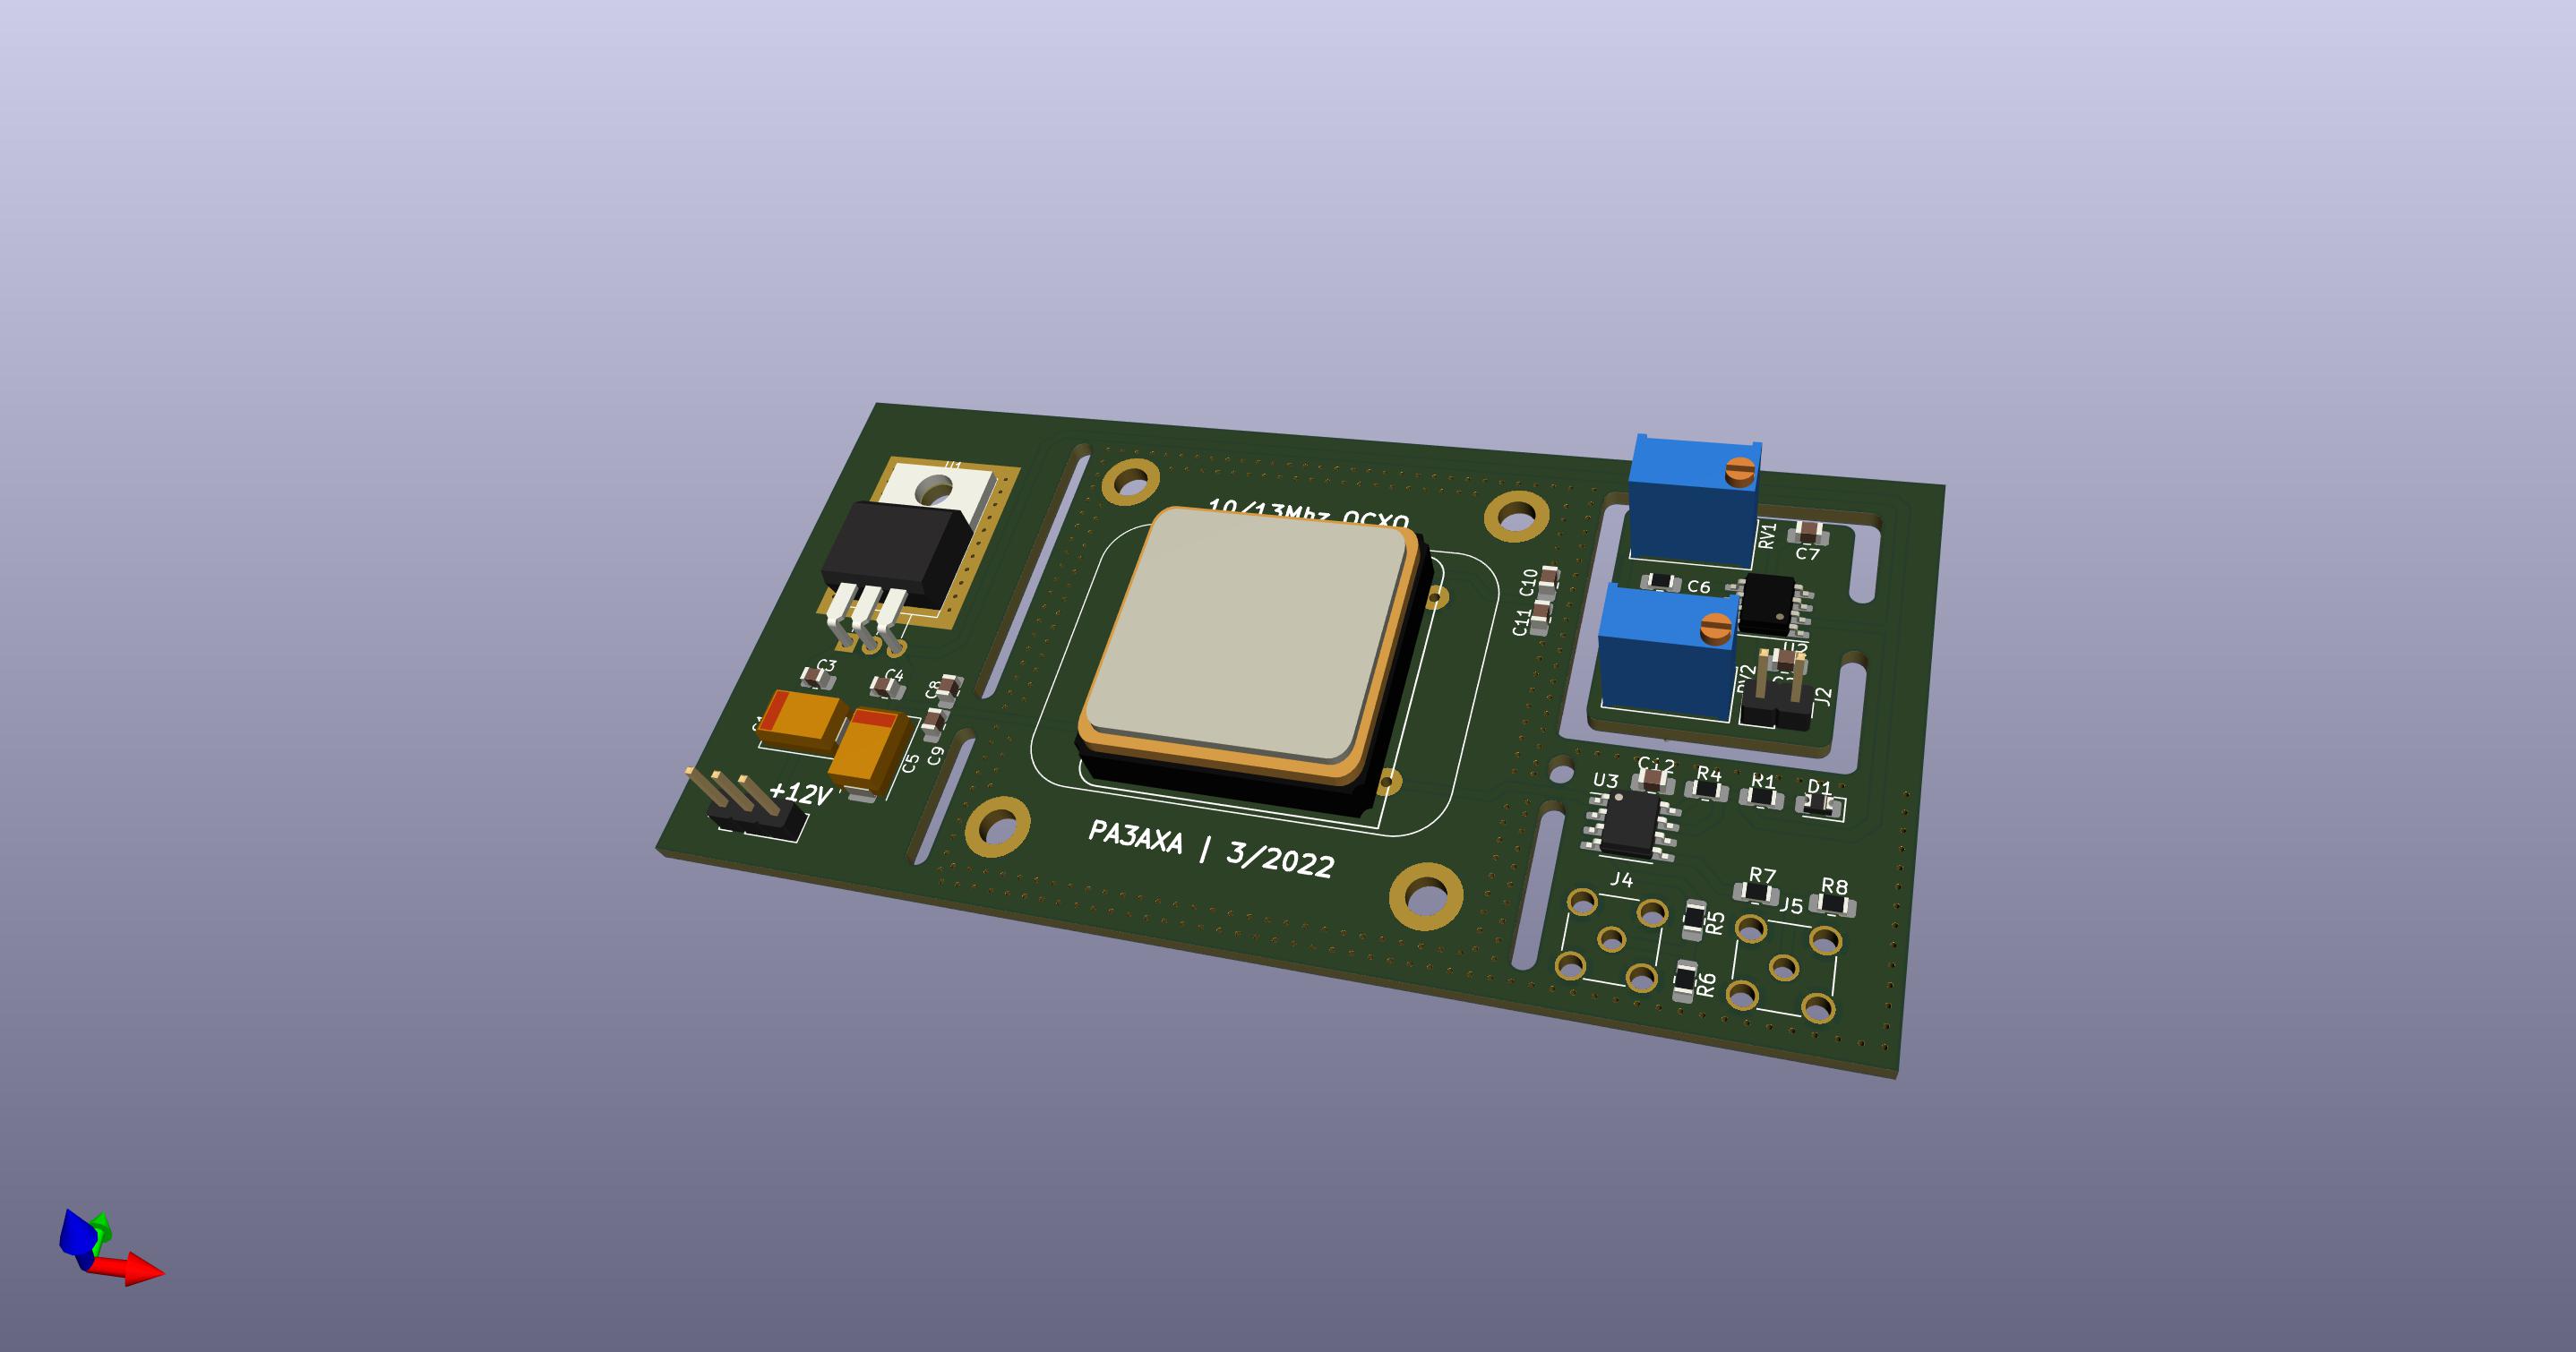 10/13Mhz OCXO
RV1
C7
C6
C10
C11
J2
C3
C4
C8
C9
C5
+12V
C12
R4
R1
D1
U3
PA3AXA | 3/2022
J4
R7
R8
J5
R5
R6